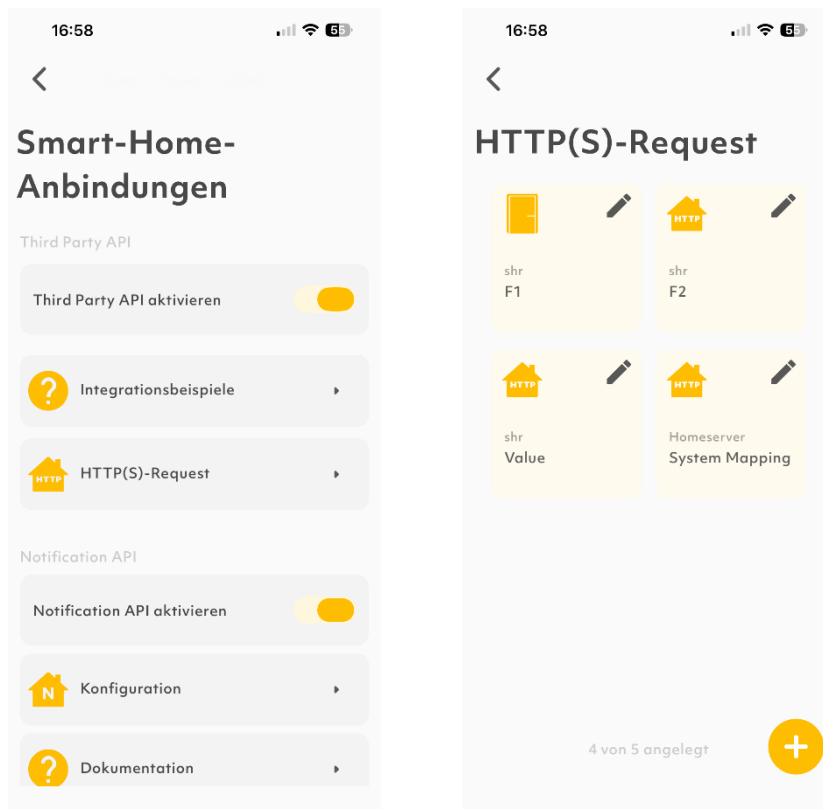 16:58
55
Smart-Home-
Anbindungen
Third Party API
Third Party API aktivieren
?
Integrationsbeispiele
HTTP
HTTP(S)-Request
Notification API
Notification API aktivieren
N
Konfiguration
?
Dokumentation
16:58
55
HTTP(S)-Request
shr
F1
HTTP
shr
F2
HTTP
shr
Value
HTTP
Homeserver
System Mapping
4 von 5 angelegt
+